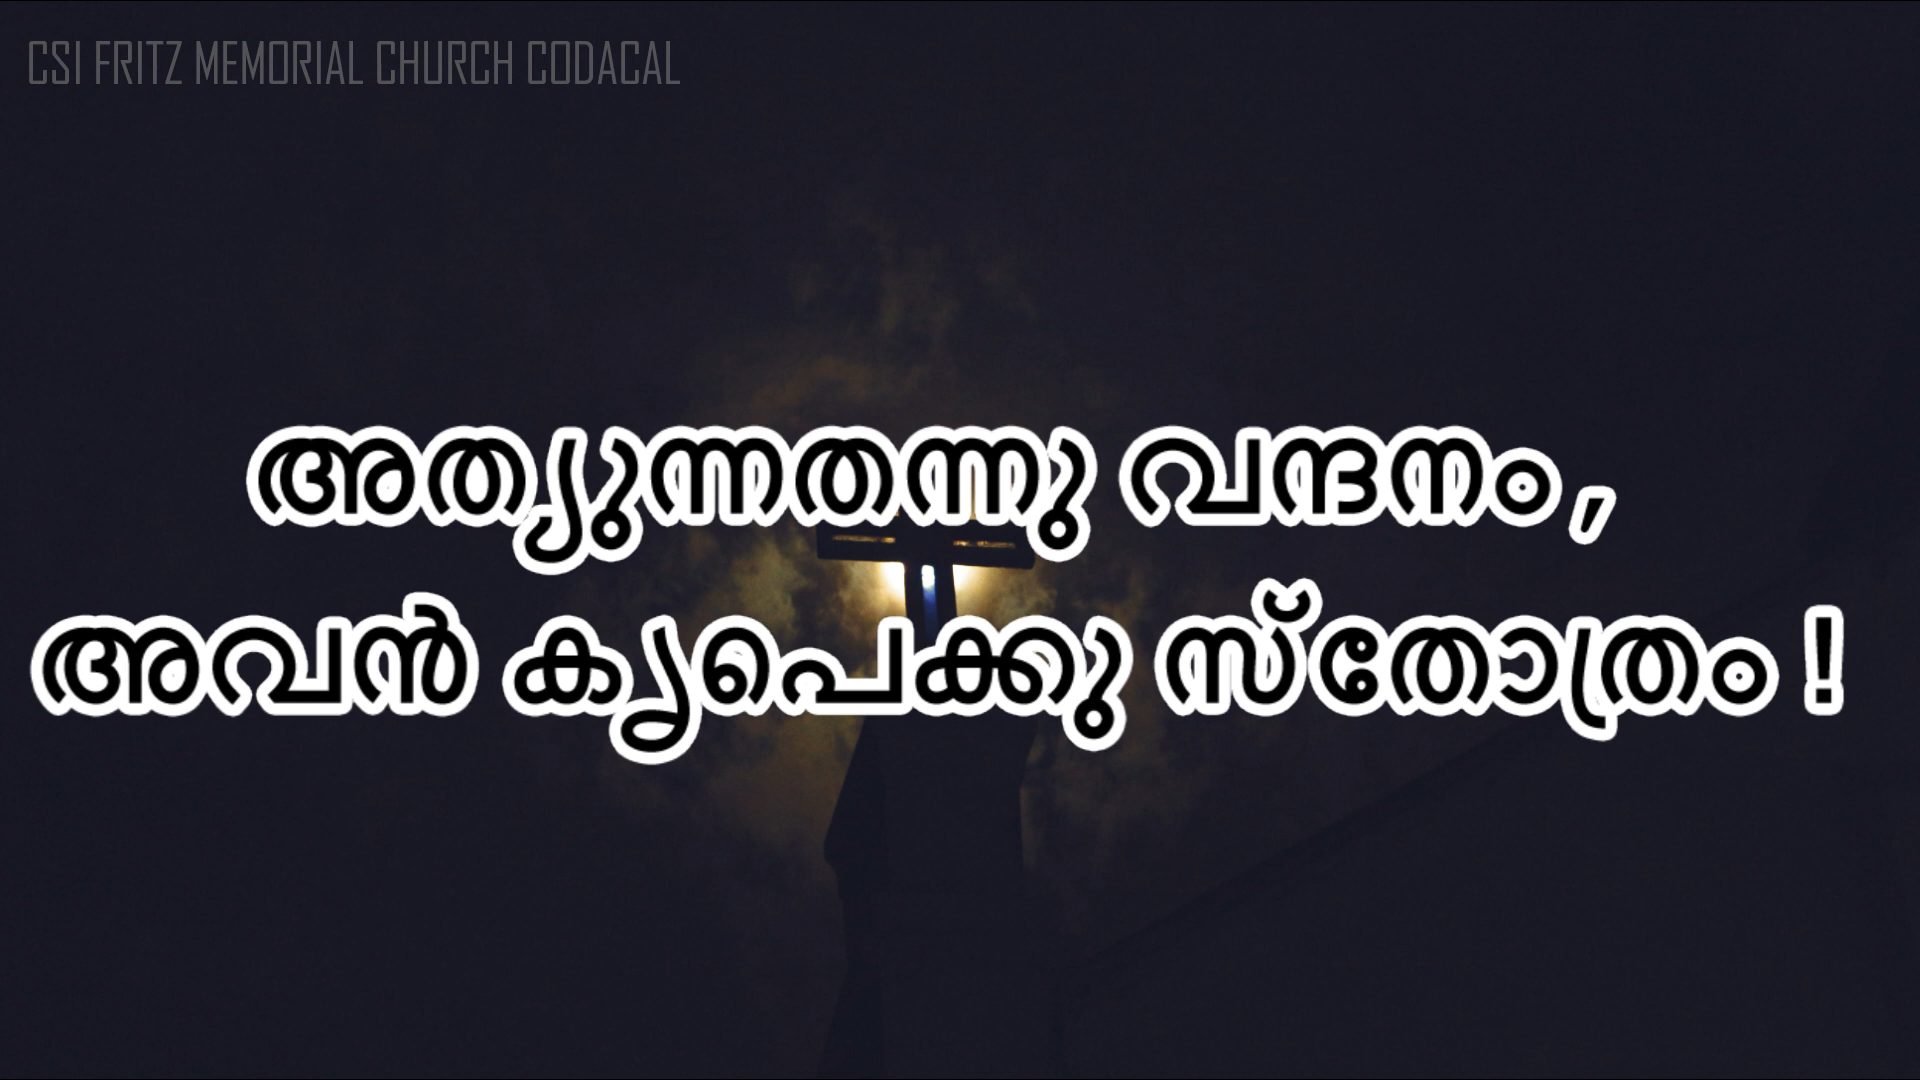 CSI FRITZ MEMORIAL CHURCH CODACAL
അത്യുന്നതന്നു വന്ദനം ,
അവൻ കൃപെക്കു സ്തോത്രം !